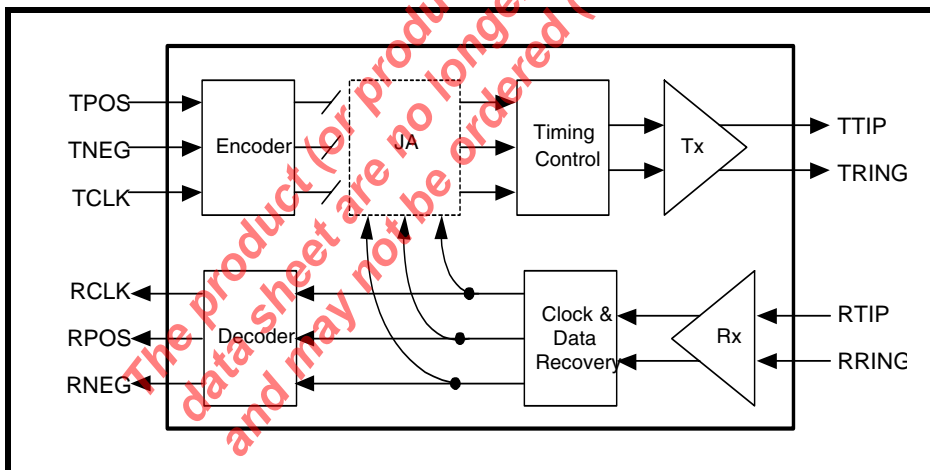 TPOS
TNEG
TCLK
Encoder
JA
Timing
Control
Tx
TTIP
TRING
RCLK
RPOS
RNEG
Decoder
Clock &
Data
Recovery
Rx
RTIP
RRING
The product (or produ
data sheet are no longe
and may not be ordered (